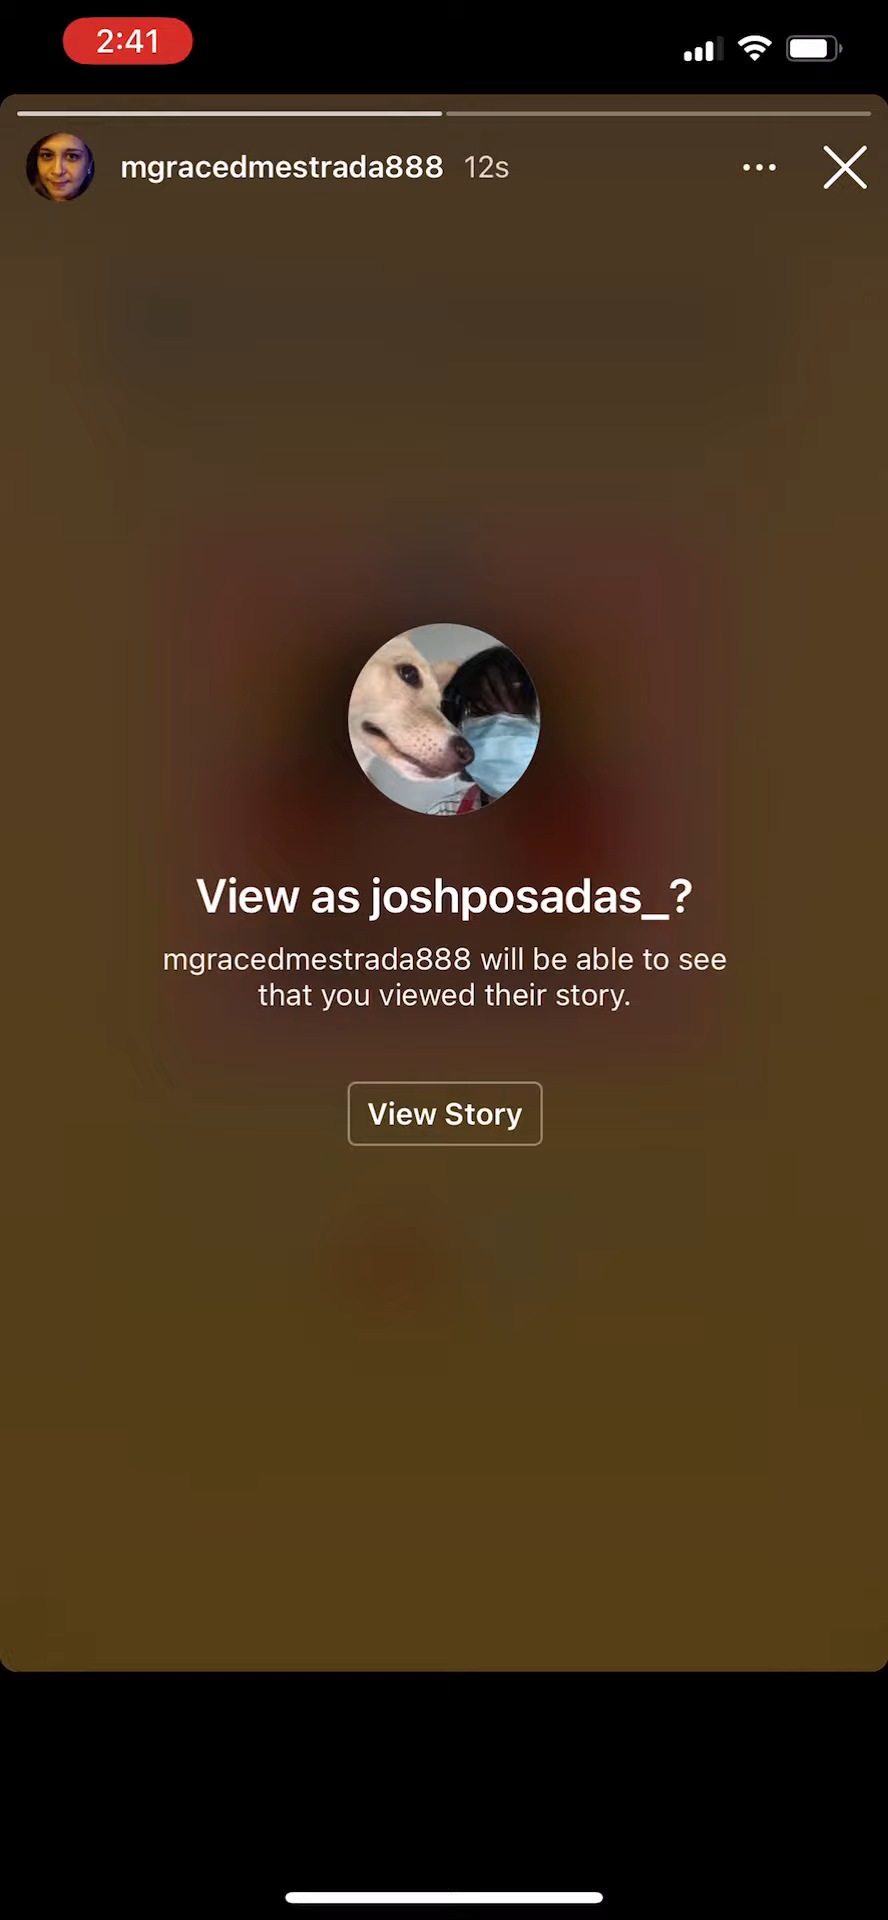 2:41
mgracedmestrada888 12s
View as joshposadas_?
mgracedmestrada888 will be able to see
that you viewed their story.
View Story